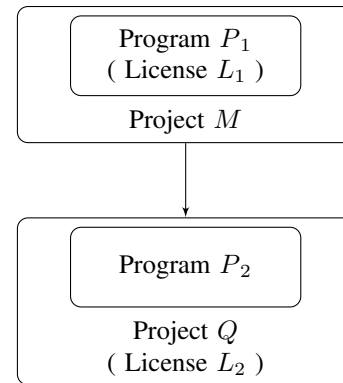 Program P₁
( License L₁ )
Project M
Program P₂
Project Q
( License L₂ )